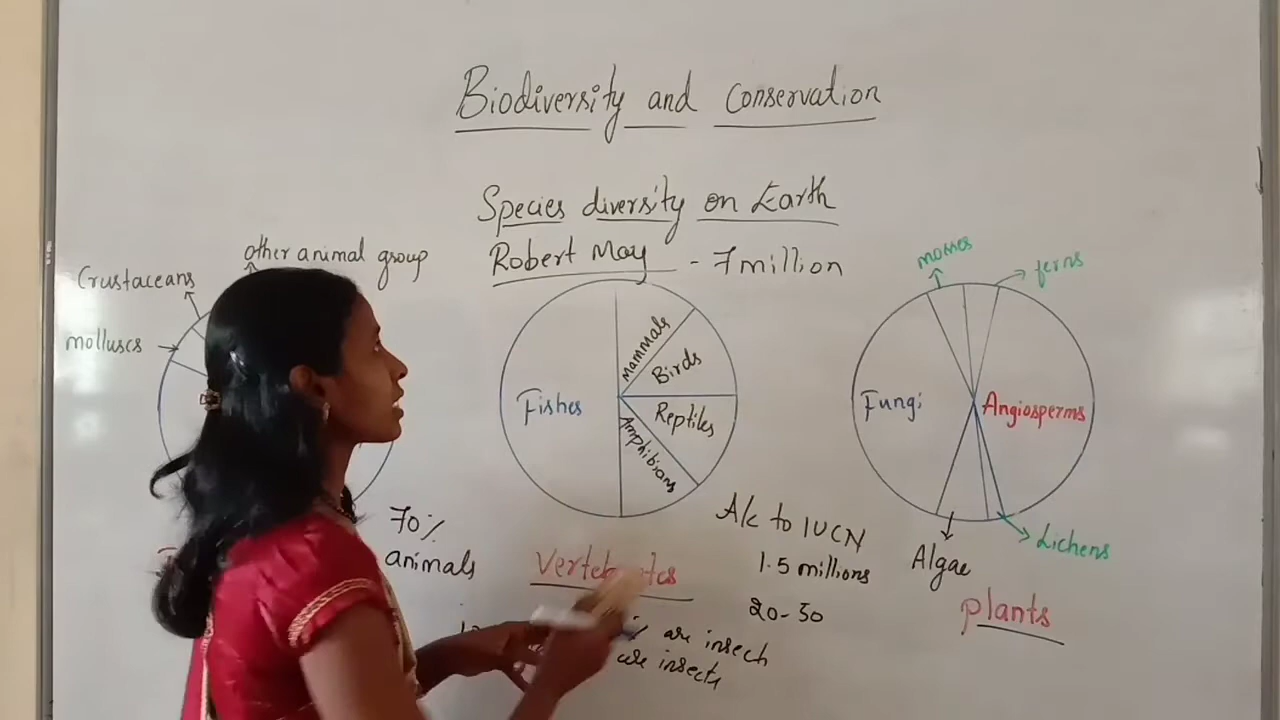 Biodiversity and conservation
Species diversity on Earth
Robert May - 7 million
other animal group
Crustaceans
molluscs
Fishes
Mammals
Birds
Reptiles
Amphibians
mosses
ferns
Fungi
Angiosperms
Algae
Lichens
70%
animals
Vertebrates
A/c to IUCN
1.5 millions
20-50
plants
% are insects
are insects